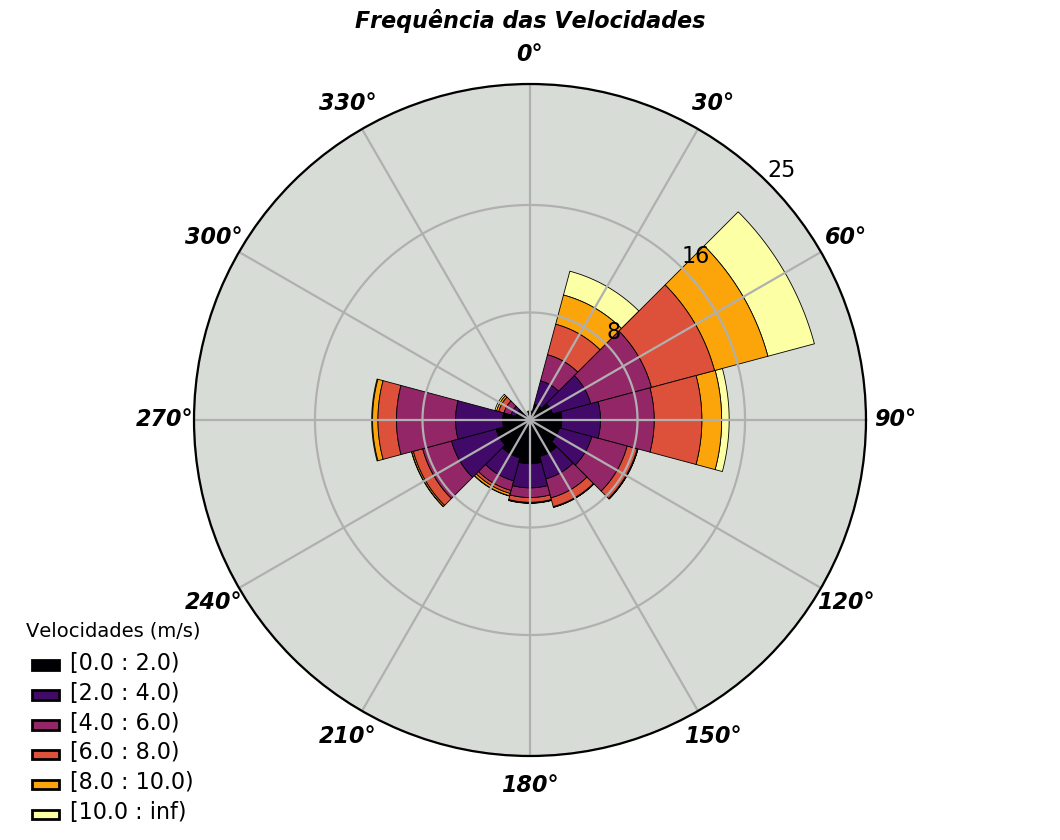 Frequência das Velocidades
0°
330°
30°
25
300°
60°
16
8
270°
90°
240°
120°
Velocidades (m/s)
[0.0 : 2.0)
[2.0 : 4.0)
[4.0 : 6.0)
210°
150°
[6.0 : 8.0)
[8.0 : 10.0)
180°
[10.0 : inf)